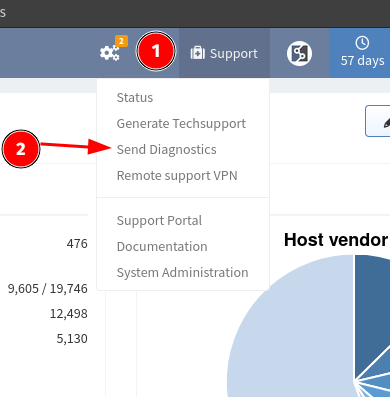 s
2
1
Support
57 days
Status
Generate Techsupport
2
Send Diagnostics
Remote support VPN
Support Portal
Documentation
System Administration
476
Host vendor
9,605 / 19,746
12,498
5,130